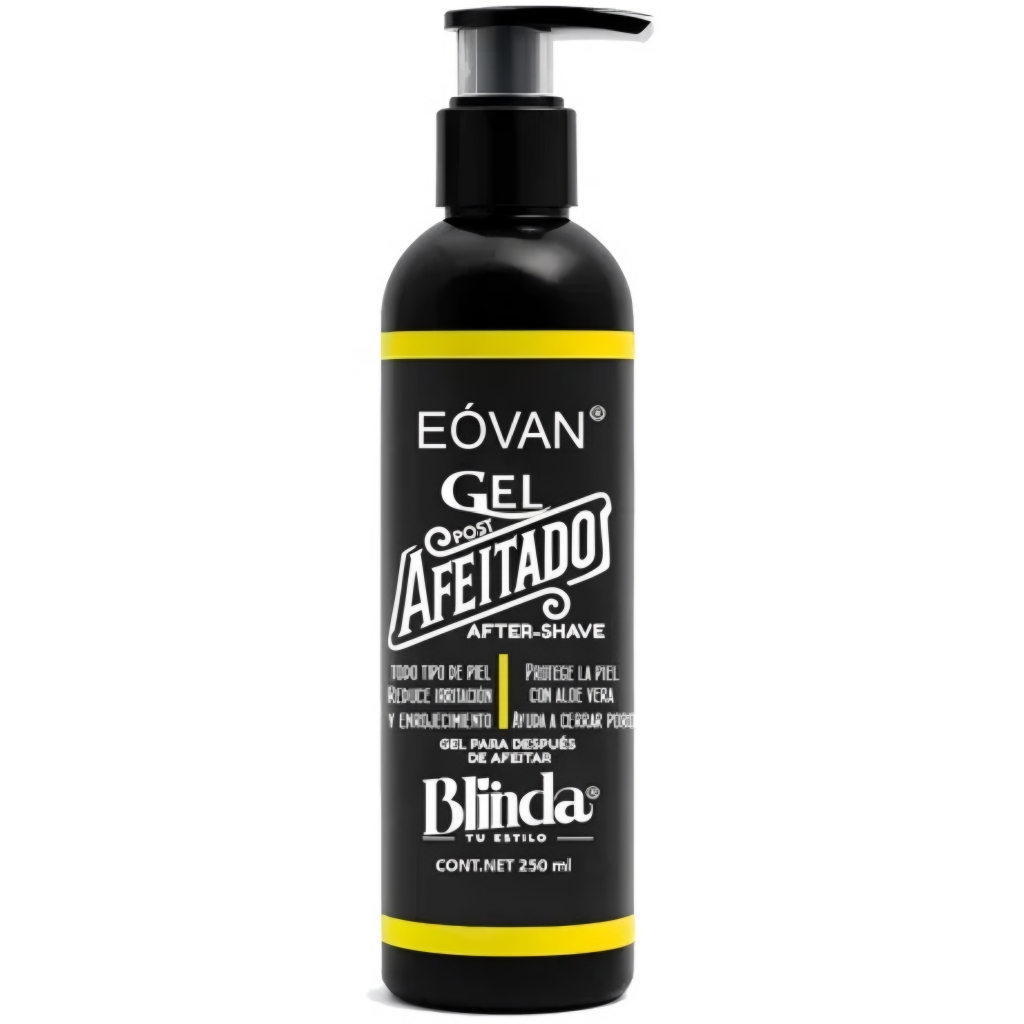 EÓVAN®
GEL
POST
AFEITADO
AFTER-SHAVE
TODO TIPO DE PIEL
REDUCE IRRITACIÓN
Y ENROJECIMIENTO
PROTEGE LA PIEL
CON ALOE VERA
AYUDA A CERRAR PORO
GEL PARA DESPUÉS
DE AFEITAR
Blinda®
TU ESTILO
CONT.NET 250 ml